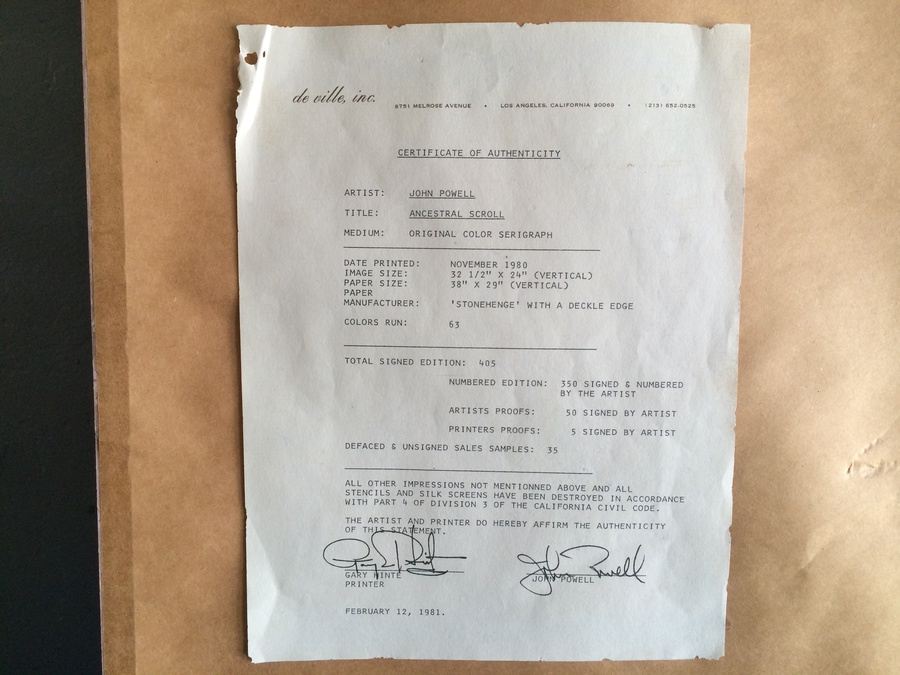 de ville, inc. 8751 MELROSE AVENUE • LOS ANGELES, CALIFORNIA 90069 • (213) 652-0525
CERTIFICATE OF AUTHENTICITY
ARTIST: JOHN POWELL
TITLE: ANCESTRAL SCROLL
MEDIUM: ORIGINAL COLOR SERIGRAPH
DATE PRINTED: NOVEMBER 1980
IMAGE SIZE: 32 1/2" X 24" (VERTICAL)
PAPER SIZE: 38" X 29" (VERTICAL)
PAPER
MANUFACTURER: 'STONEHENGE' WITH A DECKLE EDGE
COLORS RUN: 63
TOTAL SIGNED EDITION: 405
NUMBERED EDITION: 350 SIGNED & NUMBERED
BY THE ARTIST
ARTISTS PROOFS: 50 SIGNED BY ARTIST
PRINTERS PROOFS: 5 SIGNED BY ARTIST
DEFACED & UNSIGNED SALES SAMPLES: 35
ALL OTHER IMPRESSIONS NOT MENTIONNED ABOVE AND ALL
STENCILS AND SILK SCREENS HAVE BEEN DESTROYED IN ACCORDANCE
WITH PART 4 OF DIVISION 3 OF THE CALIFORNIA CIVIL CODE.
THE ARTIST AND PRINTER DO HEREBY AFFIRM THE AUTHENTICITY
OF THIS STATEMENT.
John Powell
GARY HINTE JOHN POWELL
PRINTER
FEBRUARY 12, 1981.